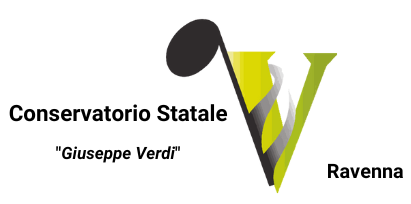 Conservatorio Statale
"Giuseppe Verdi"
Ravenna